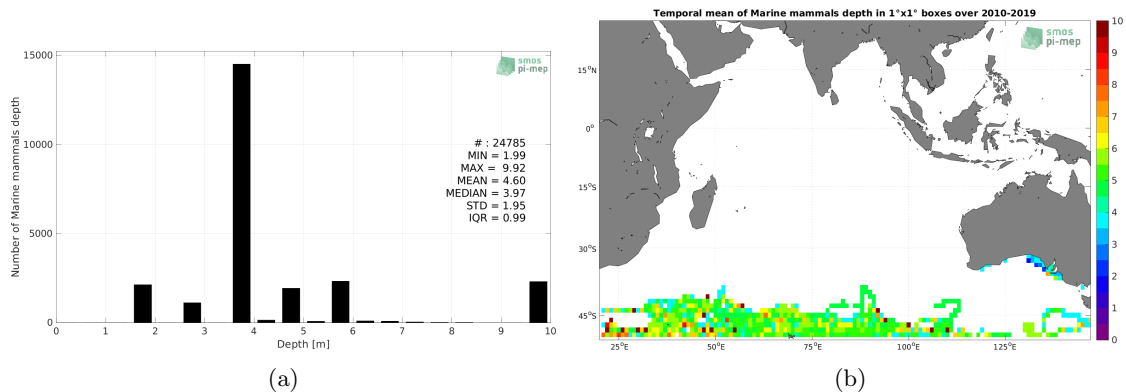 15000
10000
5000
0
Number of Marine mammals depth
smos
pi-mep
# : 24785
MIN = 1.99
MAX = 9.92
MEAN = 4.60
MEDIAN = 3.97
STD = 1.95
IQR = 0.99
0 1 2 3 4 5 6 7 8 9 10
Depth [m]
(a)
Temporal mean of Marine mammals depth in 1°x1° boxes over 2010-2019
smos
pi-mep
15°N
0°
15°S
30°S
45°S
25°E 50°E 75°E 100°E 125°E
10
9
8
7
6
5
4
3
2
1
0
(b)